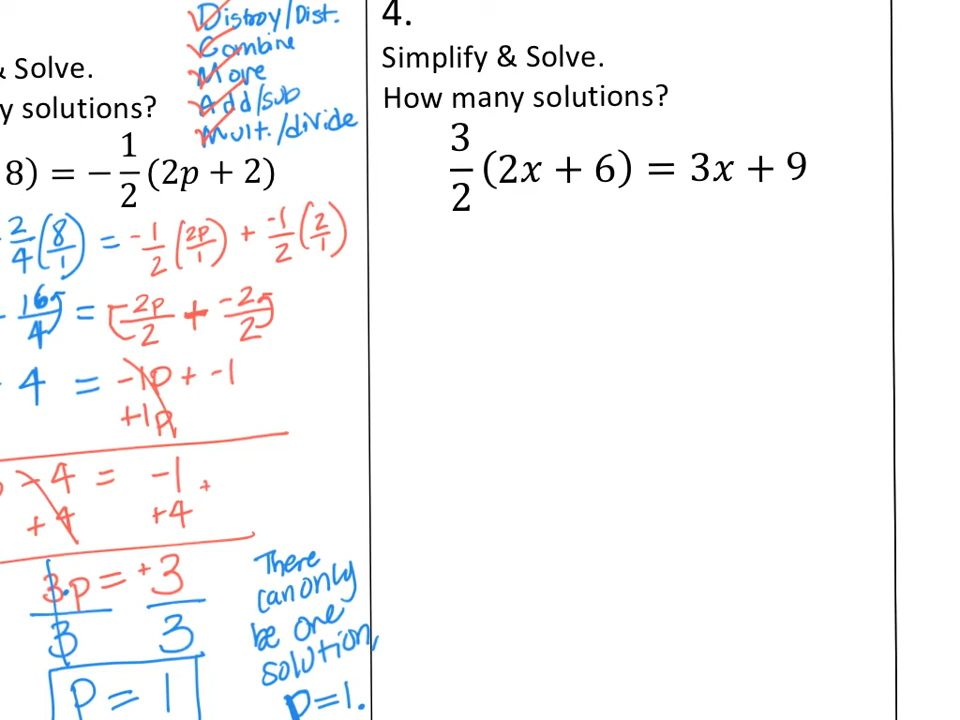 Distroy/Dist.
Combine
Move
Add/sub
Mult./divide
& Solve.
y solutions?
8) = -1/2(2p + 2)
2/4(8/1) = -1/2(2p/1) + -1/2(2/1)
- 16/4 = -2p/2 + -2/2
- 4 = -1p + -1
+1p
- 4 = -1
+4 +4
3·p = +3
3 3
p = 1
There
can only
be one
solution,
p=1.
4.
Simplify & Solve.
How many solutions?
3/2(2x + 6) = 3x + 9